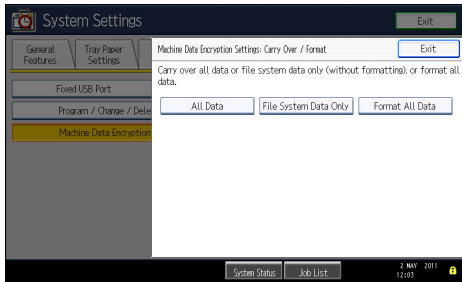 System Settings
Exit
General Features
Tray Paper Settings
Machine Data Encryption Settings: Carry Over / Format
Exit
Carry over all data or file system data only (without formatting), or format all
data.
Fixed USB Port
All Data
File System Data Only
Format All Data
Program / Change / Dele
Machine Data Encryption
System Status
Job List
2 MAY 2011
12:03